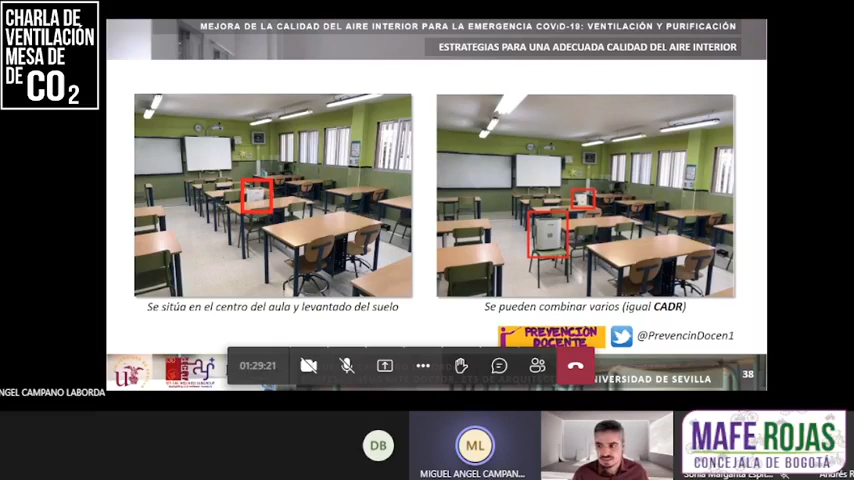 CHARLA DE
VENTILACIÓN
MESA DE
DE CO2
MEJORA DE LA CALIDAD DEL AIRE INTERIOR PARA LA EMERGENCIA COViD-19: VENTILACIÓN Y PURIFICACIÓN
ESTRATEGIAS PARA UNA ADECUADA CALIDAD DEL AIRE INTERIOR
Se sitúa en el centro del aula y levantado del suelo
Se pueden combinar varios (igual CADR)
PREVENCIÓN
DOCENTE
@PrevencinDocen1
01:29:21
UNIVERSIDAD DE SEVILLA
38
ANGEL CAMPANO LABORDA
DB
ML
MIGUEL ANGEL CAMPAN...
MAFE ROJAS
CONCEJALA DE BOGOTÁ